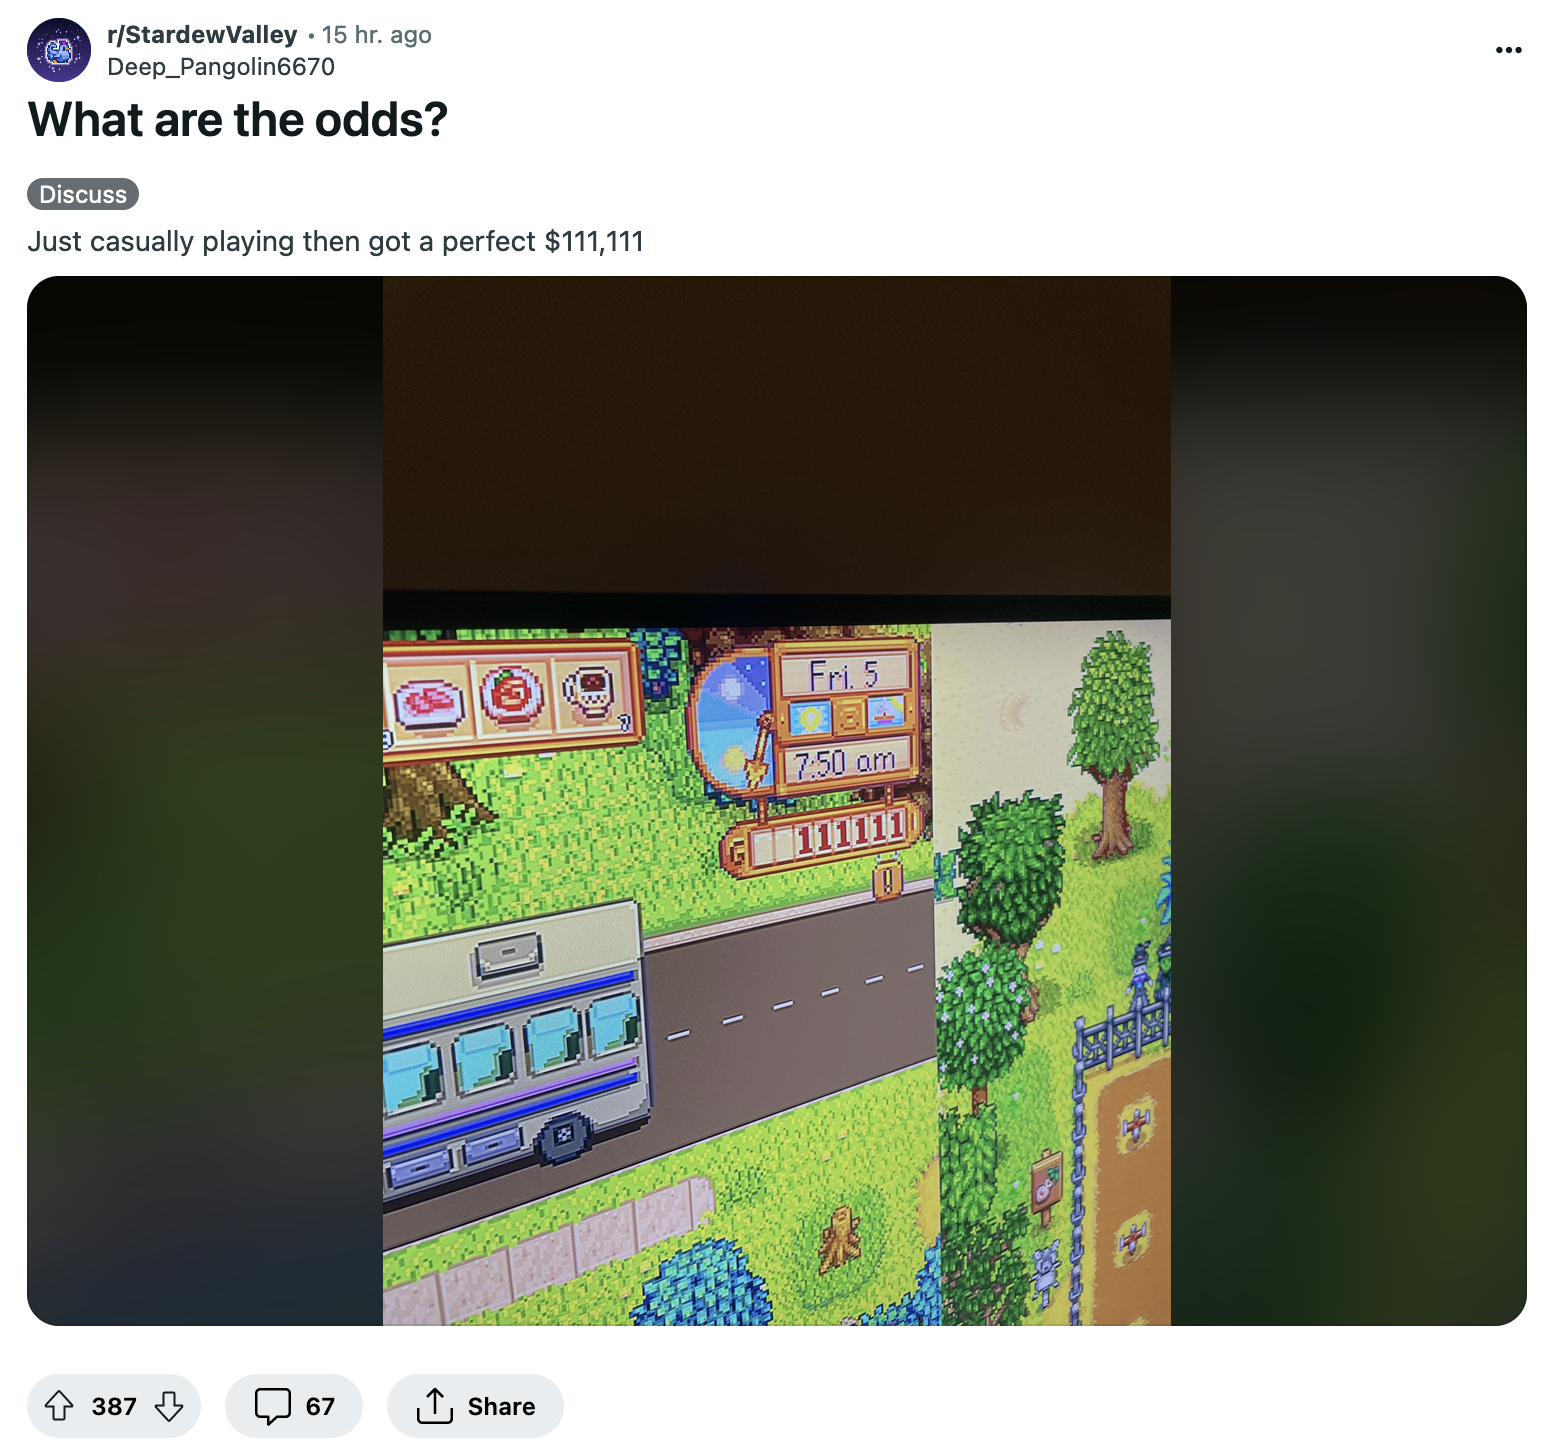 r/StardewValley • 15 hr. ago
Deep_Pangolin6670
What are the odds?
Discuss
Just casually playing then got a perfect $111,111
Fri. 5
7:50 am
G 111111
!
387
67
Share